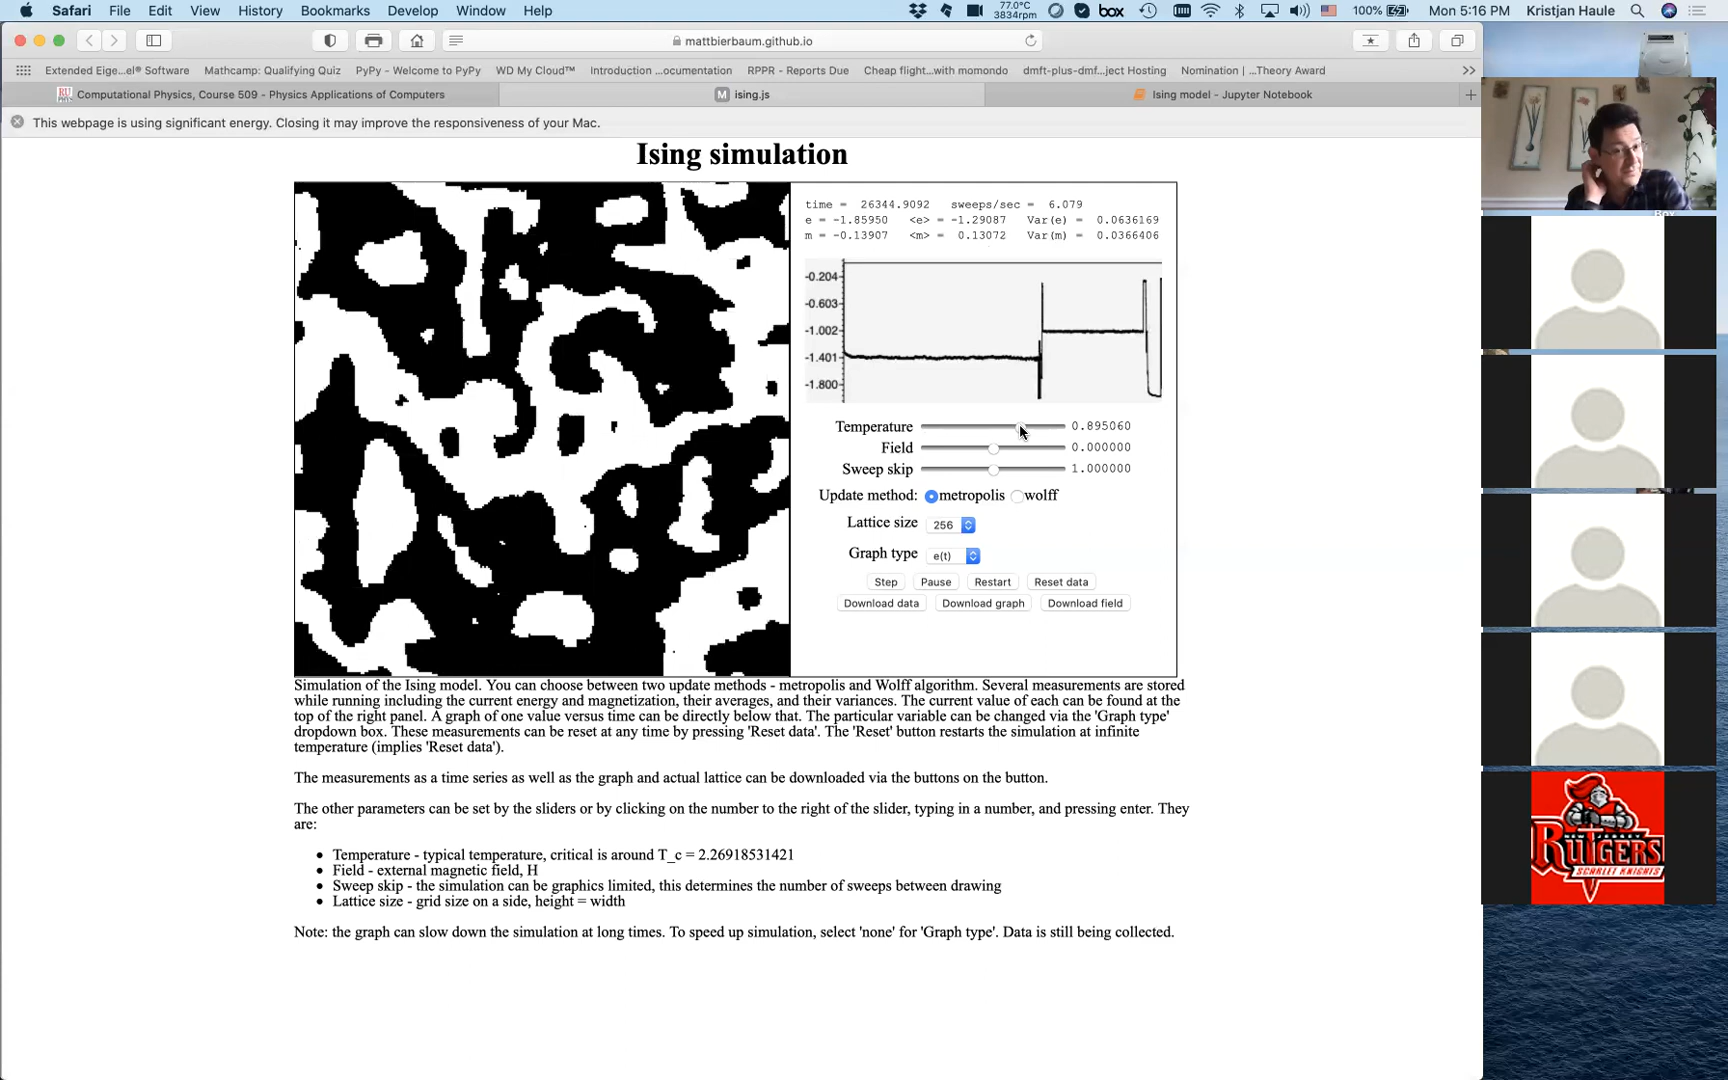 Safari File Edit View History Bookmarks Develop Window Help 77.0°C 3834rpm box 100% Mon 5:16 PM Kristjan Haule
mattbierbaum.github.io
Extended Eige...el® Software Mathcamp: Qualifying Quiz PyPy - Welcome to PyPy WD My Cloud™ Introduction ...ocumentation RPPR - Reports Due Cheap flight...with momondo dmft-plus-dmf...ject Hosting Nomination | ...Theory Award
RU Computational Physics, Course 509 - Physics Applications of Computers M ising.js Ising model - Jupyter Notebook
This webpage is using significant energy. Closing it may improve the responsiveness of your Mac.
Ising simulation
time = 26344.9092 sweeps/sec = 6.079
e = -1.85950 <e> = -1.29087 Var(e) = 0.0636169
m = -0.13907 <m> = 0.13072 Var(m) = 0.0366406
-0.204
-0.603
-1.002
-1.401
-1.800
Temperature 0.895060
Field 0.000000
Sweep skip 1.000000
Update method: metropolis wolff
Lattice size 256
Graph type e(t)
Step Pause Restart Reset data
Download data Download graph Download field
Simulation of the Ising model. You can choose between two update methods - metropolis and Wolff algorithm. Several measurements are stored
while running including the current energy and magnetization, their averages, and their variances. The current value of each can be found at the
top of the right panel. A graph of one value versus time can be directly below that. The particular variable can be changed via the 'Graph type'
dropdown box. These measurements can be reset at any time by pressing 'Reset data'. The 'Reset' button restarts the simulation at infinite
temperature (implies 'Reset data').
The measurements as a time series as well as the graph and actual lattice can be downloaded via the buttons on the button.
The other parameters can be set by the sliders or by clicking on the number to the right of the slider, typing in a number, and pressing enter. They
are:
• Temperature - typical temperature, critical is around T_c = 2.26918531421
• Field - external magnetic field, H
• Sweep skip - the simulation can be graphics limited, this determines the number of sweeps between drawing
• Lattice size - grid size on a side, height = width
Note: the graph can slow down the simulation at long times. To speed up simulation, select 'none' for 'Graph type'. Data is still being collected.
RUTGERS
SCARLET KNIGHTS